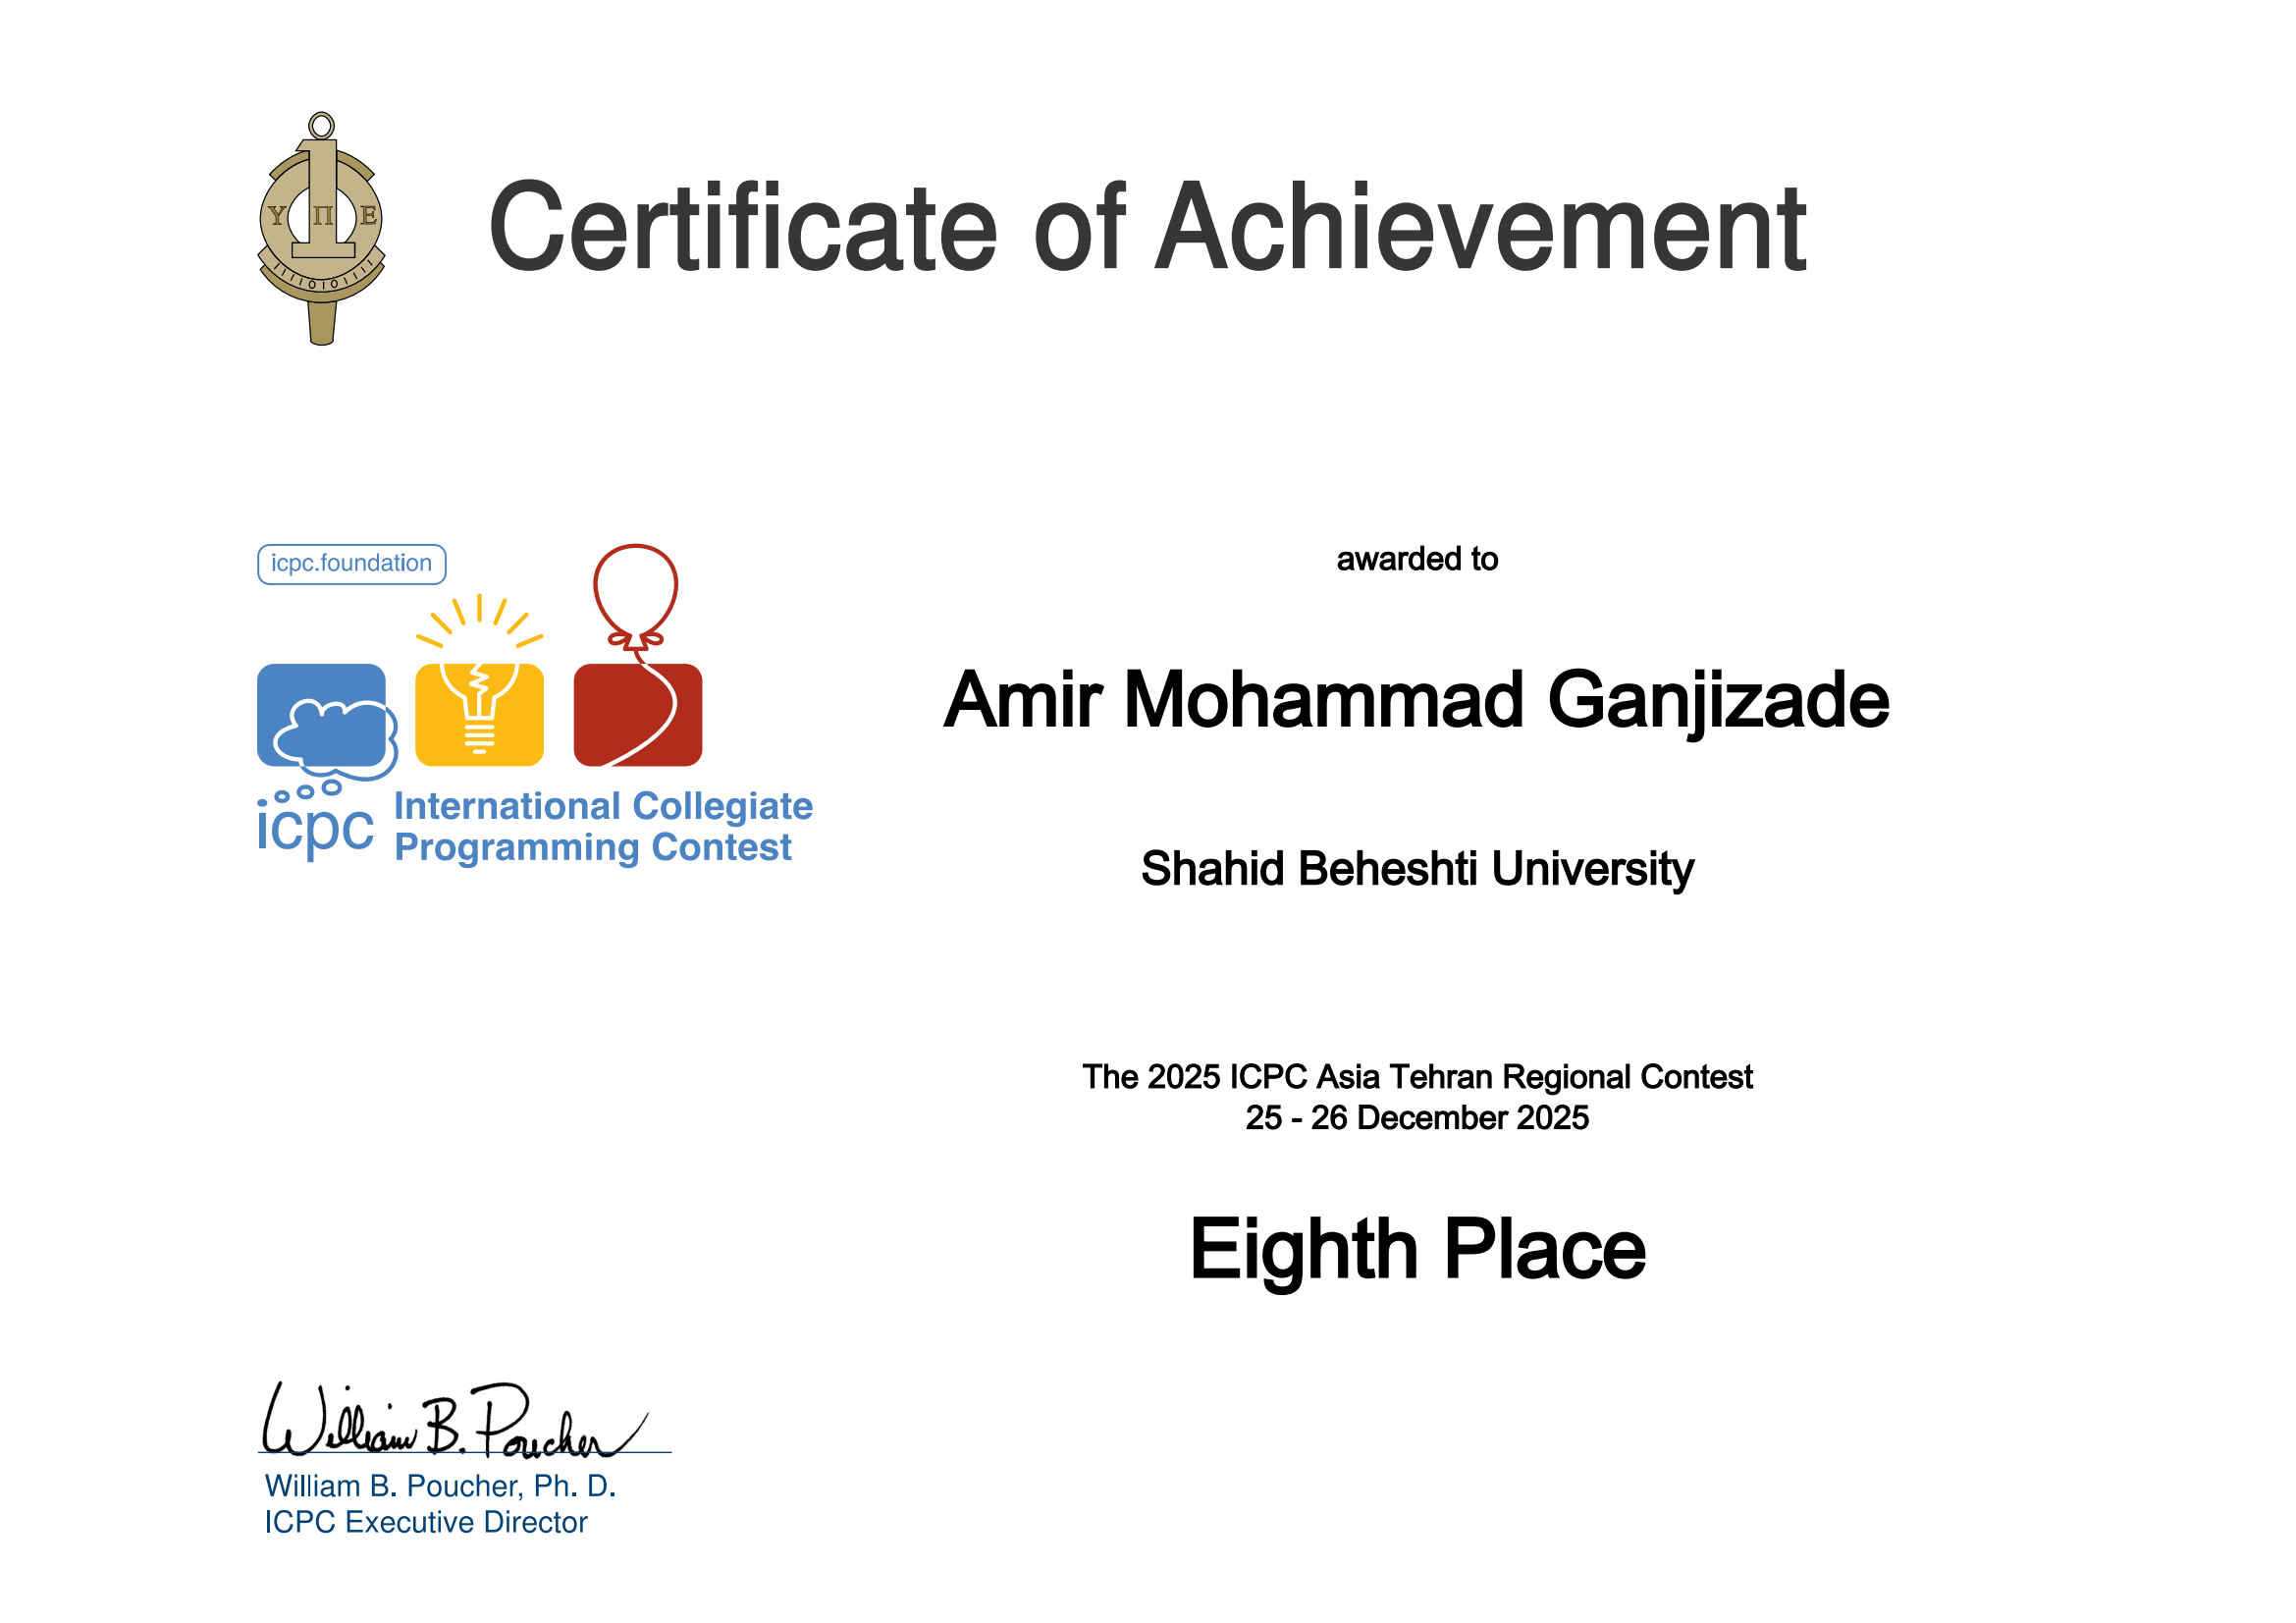 Certificate of Achievement
Υ Π Ε
icpc.foundation
awarded to
Amir Mohammad Ganjizade
icpc
International Collegiate
Programming Contest
Shahid Beheshti University
The 2025 ICPC Asia Tehran Regional Contest
25 - 26 December 2025
Eighth Place
William B. Poucher
William B. Poucher, Ph. D.
ICPC Executive Director